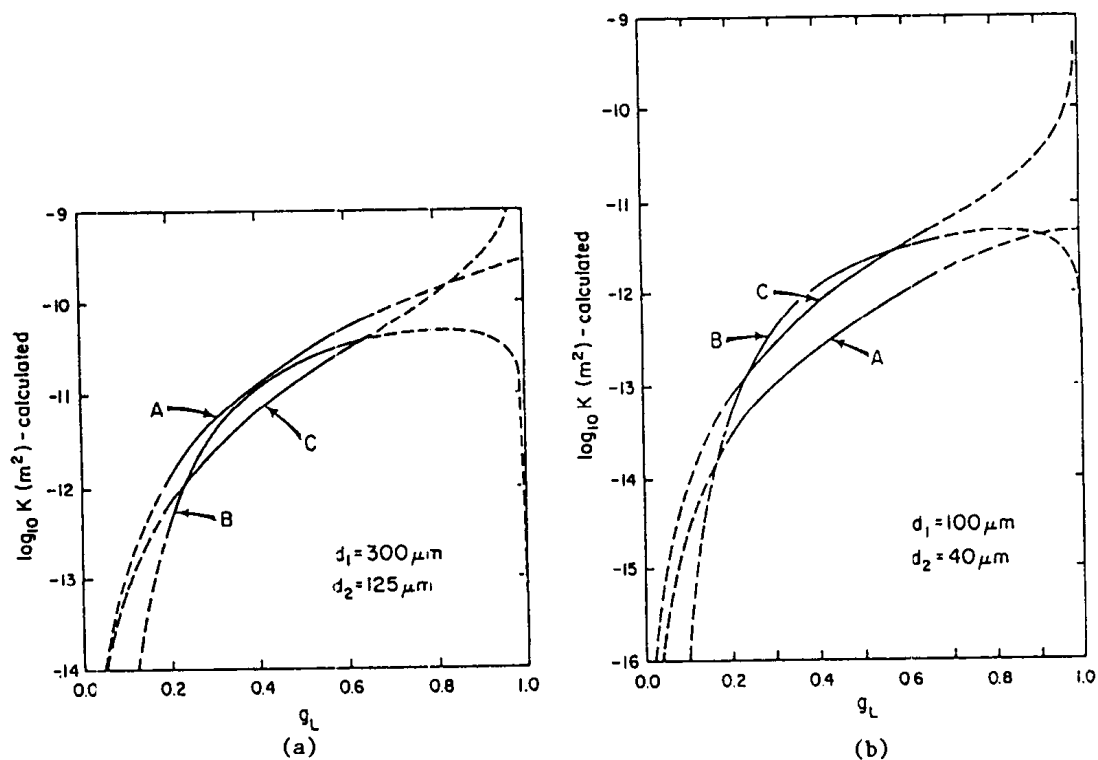 -9
-10
-11
-12
-13
-14
log₁₀ K (m²) - calculated
A
B
C
d₁ = 300 μm
d₂ = 125 μm
0.0 0.2 0.4 0.6 0.8 1.0
g_L
(a)
-9
-10
-11
-12
-13
-14
-15
-16
log₁₀ K (m²) - calculated
C
B
A
d₁ = 100 μm
d₂ = 40 μm
0.0 0.2 0.4 0.6 0.8 1.0
g_L
(b)